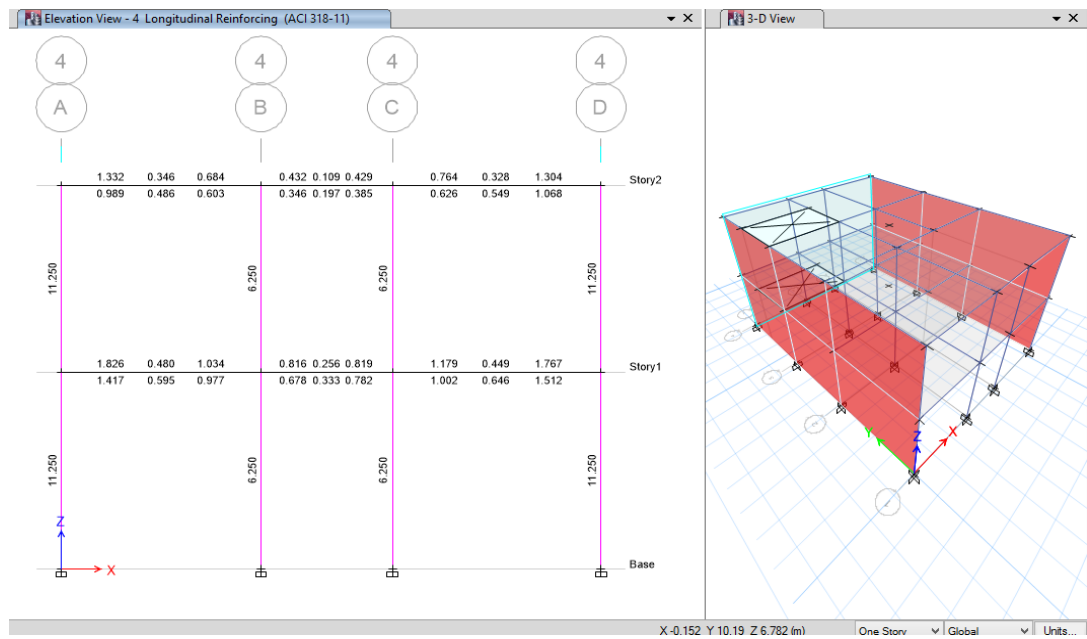 Elevation View - 4 Longitudinal Reinforcing (ACI 318-11)
3-D View
4 4 4 4
A B C D
1.332 0.346 0.684 0.432 0.109 0.429 0.764 0.328 1.304
Story2
0.989 0.486 0.603 0.346 0.197 0.385 0.626 0.549 1.068
11.250 6.250 6.250 11.250
1.826 0.480 1.034 0.816 0.256 0.819 1.179 0.449 1.767
Story1
1.417 0.595 0.977 0.678 0.333 0.782 1.002 0.646 1.512
11.250 6.250 6.250 11.250
Z
X
Base
Y
Z
X
X -0.152 Y 10.19 Z 6.782 (m)
One Story
Global
Units...